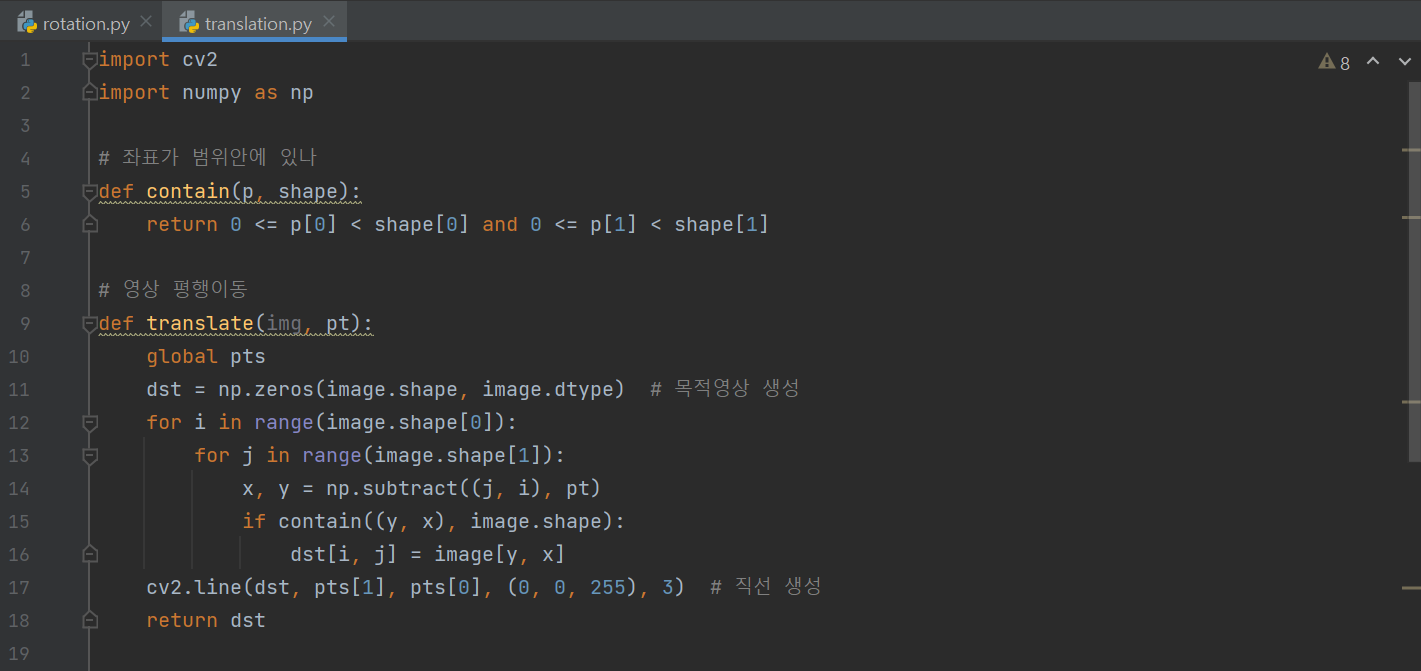 rotation.py translation.py
8
1 import cv2
2 import numpy as np
3
4 # 좌표가 범위안에 있나
5 def contain(p, shape):
6     return 0 <= p[0] < shape[0] and 0 <= p[1] < shape[1]
7
8 # 영상 평행이동
9 def translate(img, pt):
10     global pts
11     dst = np.zeros(image.shape, image.dtype)  # 목적영상 생성
12     for i in range(image.shape[0]):
13         for j in range(image.shape[1]):
14             x, y = np.subtract((j, i), pt)
15             if contain((y, x), image.shape):
16                 dst[i, j] = image[y, x]
17     cv2.line(dst, pts[1], pts[0], (0, 0, 255), 3)  # 직선 생성
18     return dst
19